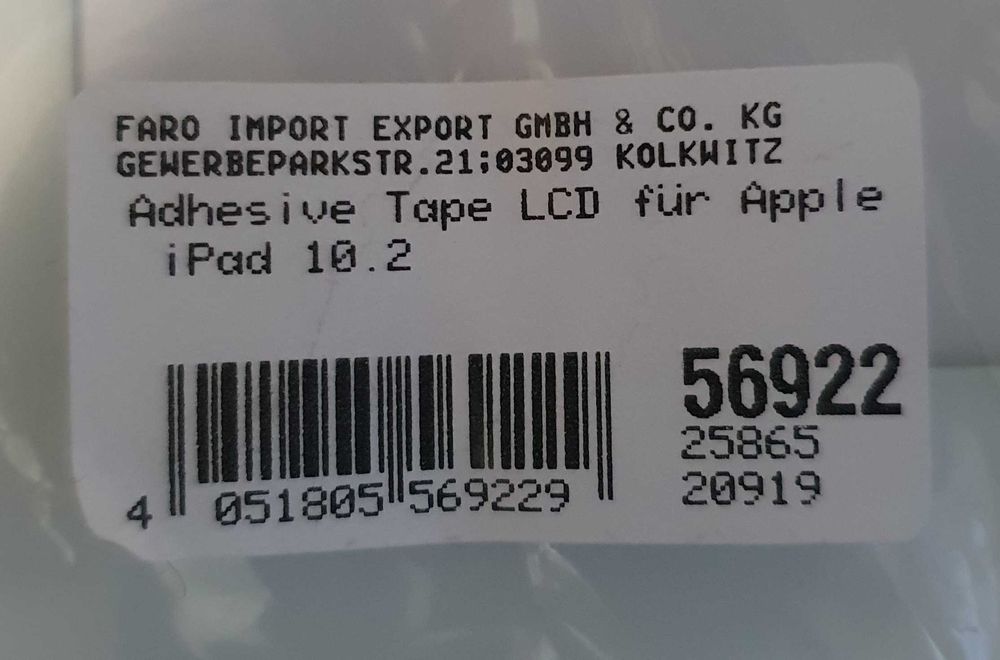 FARO IMPORT EXPORT GMBH & CO. KG
GEWERBEPARKSTR.21;03099 KOLKWITZ
Adhesive Tape LCD für Apple
iPad 10.2
56922
25865
20919
4 051805 569229